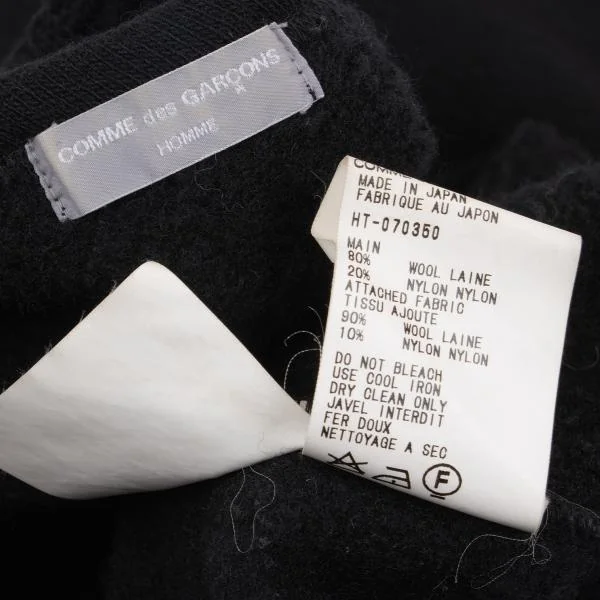 COMME des GARÇONS
HOMME
COMME
MADE IN JAPAN
FABRIQUE AU JAPON
HT-070350
MAIN
80% WOOL LAINE
20% NYLON NYLON
ATTACHED FABRIC
TISSU AJOUTE
90% WOOL LAINE
10% NYLON NYLON
DO NOT BLEACH
USE COOL IRON
DRY CLEAN ONLY
JAVEL INTERDIT
FER DOUX
NETTOYAGE A SEC
F